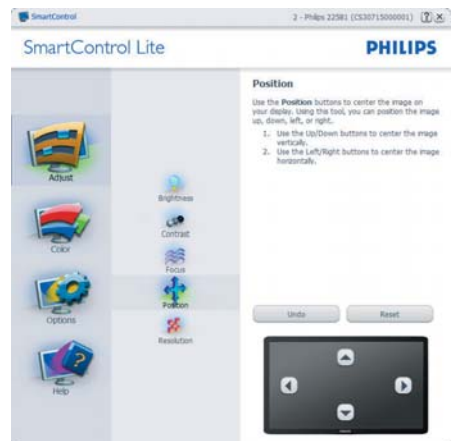 SmartControl
2 - Philips 225B1 (CS30715000001)
SmartControl Lite
PHILIPS
Adjust
Color
Options
Help
Brightness
Contrast
Focus
Position
Resolution
Position
Use the Position buttons to center the image on
your display. Using this tool, you can position the image
up, down, left, or right.
1. Use the Up/Down buttons to center the image
vertically.
2. Use the Left/Right buttons to center the image
horizontally.
Undo
Reset